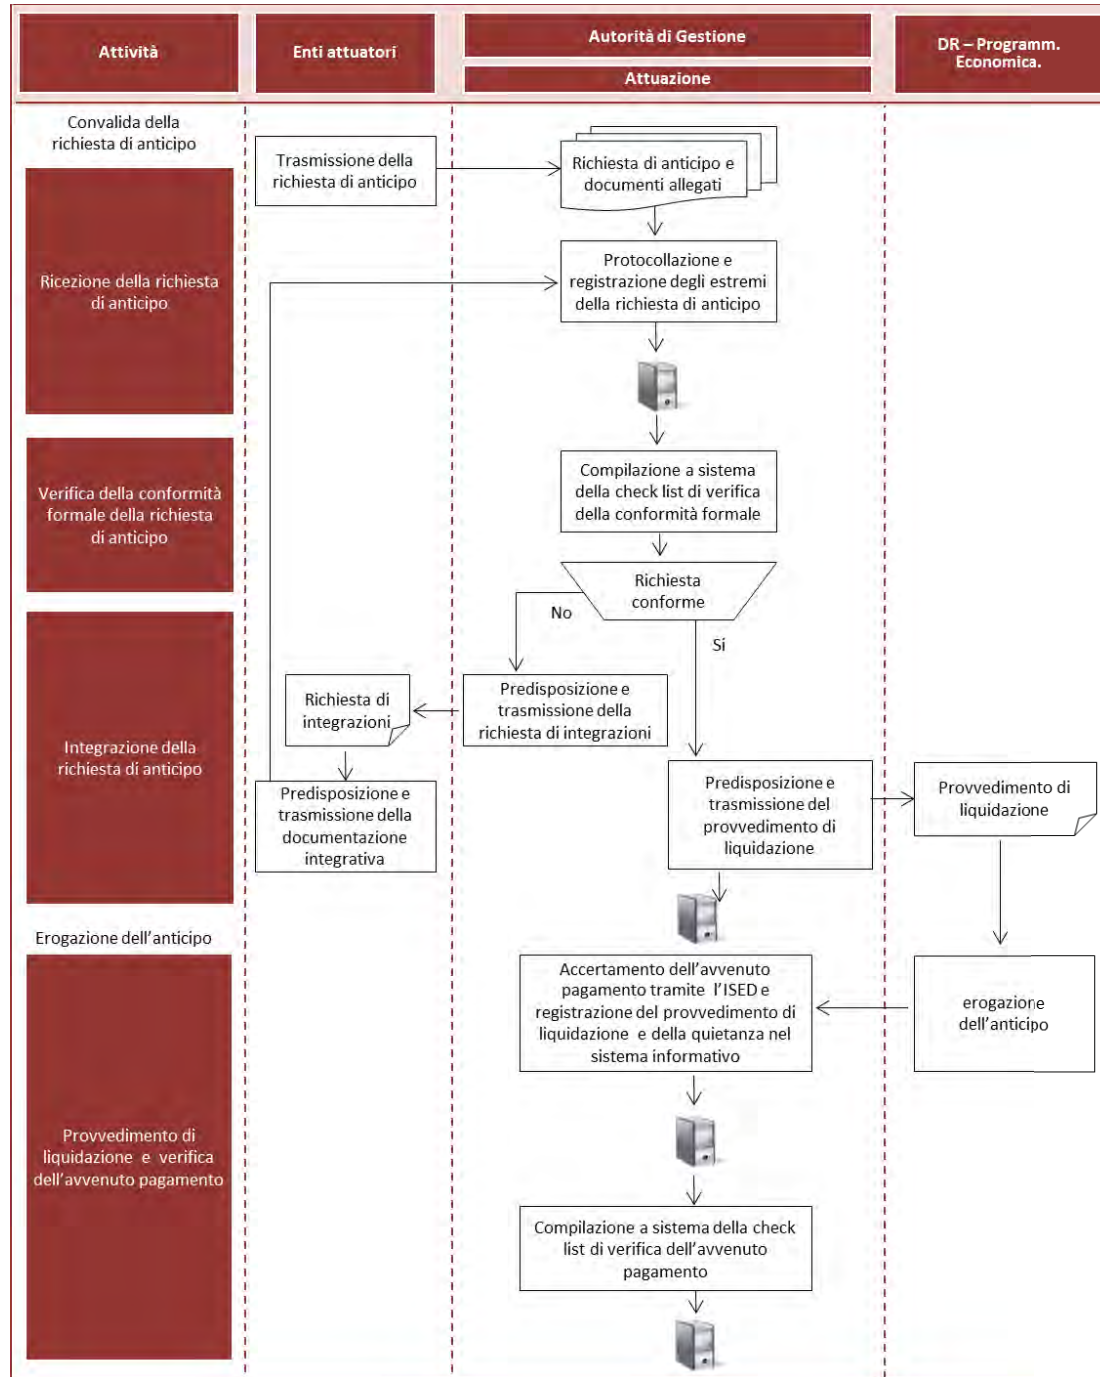 Attività
Enti attuatori
Autorità di Gestione
Attuazione
DR – Programm.
Economica.
Convalida della
richiesta di anticipo
Trasmissione della
richiesta di anticipo
Richiesta di anticipo e
documenti allegati
Ricezione della richiesta
di anticipo
Protocollazione e
registrazione degli estremi
della richiesta di anticipo
Verifica della conformità
formale della richiesta
di anticipo
Compilazione a sistema
della check list di verifica
della conformità formale
Richiesta
conforme
No
Sì
Integrazione della
richiesta di anticipo
Richiesta di
integrazioni
Predisposizione e
trasmissione della
richiesta di integrazioni
Predisposizione e
trasmissione della
documentazione
integrativa
Predisposizione e
trasmissione del
provvedimento di
liquidazione
Provvedimento di
liquidazione
Erogazione dell'anticipo
Accertamento dell'avvenuto
pagamento tramite l'ISED e
registrazione del provvedimento di
liquidazione e della quietanza nel
sistema informativo
erogazione
dell'anticipo
Provvedimento di
liquidazione e verifica
dell'avvenuto pagamento
Compilazione a sistema della check
list di verifica dell'avvenuto
pagamento